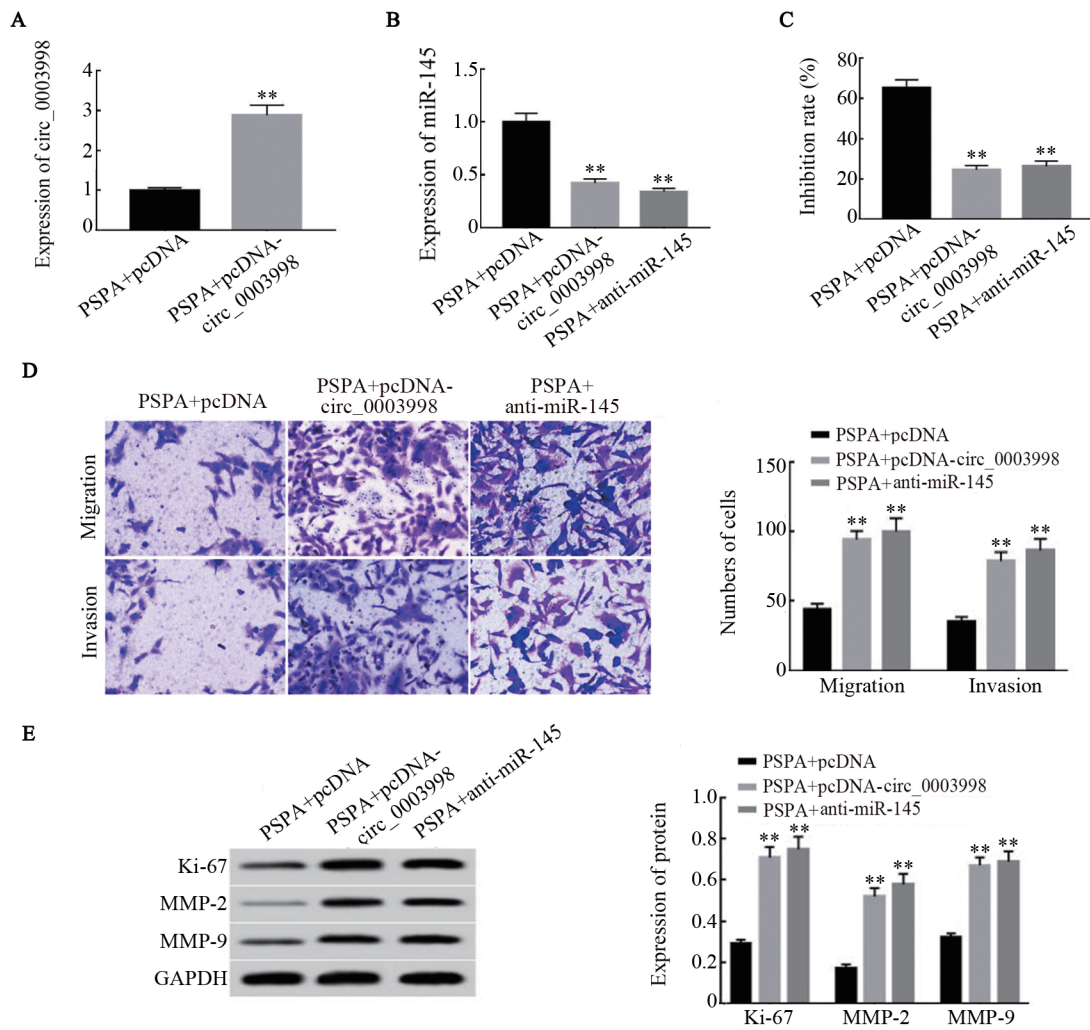 A
Expression of circ_0003998
4
3
2
1
0
**
PSPA+pcDNA
PSPA+pcDNA-
circ_0003998
B
Expression of miR-145
1.5
1.0
0.5
0
**
**
PSPA+pcDNA
PSPA+pcDNA-
circ_0003998
PSPA+anti-miR-145
C
Inhibition rate (%)
80
60
40
20
0
**
**
PSPA+pcDNA
PSPA+pcDNA-
circ_0003998
PSPA+anti-miR-145
D
PSPA+pcDNA
PSPA+pcDNA-
circ_0003998
PSPA+
anti-miR-145
Migration
Invasion
PSPA+pcDNA
PSPA+pcDNA-circ_0003998
PSPA+anti-miR-145
Numbers of cells
150
100
50
0
** **
** **
Migration
Invasion
E
PSPA+pcDNA
PSPA+pcDNA-
circ_0003998
PSPA+anti-miR-145
Ki-67
MMP-2
MMP-9
GAPDH
PSPA+pcDNA
PSPA+pcDNA-circ_0003998
PSPA+anti-miR-145
Expression of protein
1.0
0.8
0.6
0.4
0.2
0
** **
** **
** **
Ki-67
MMP-2
MMP-9